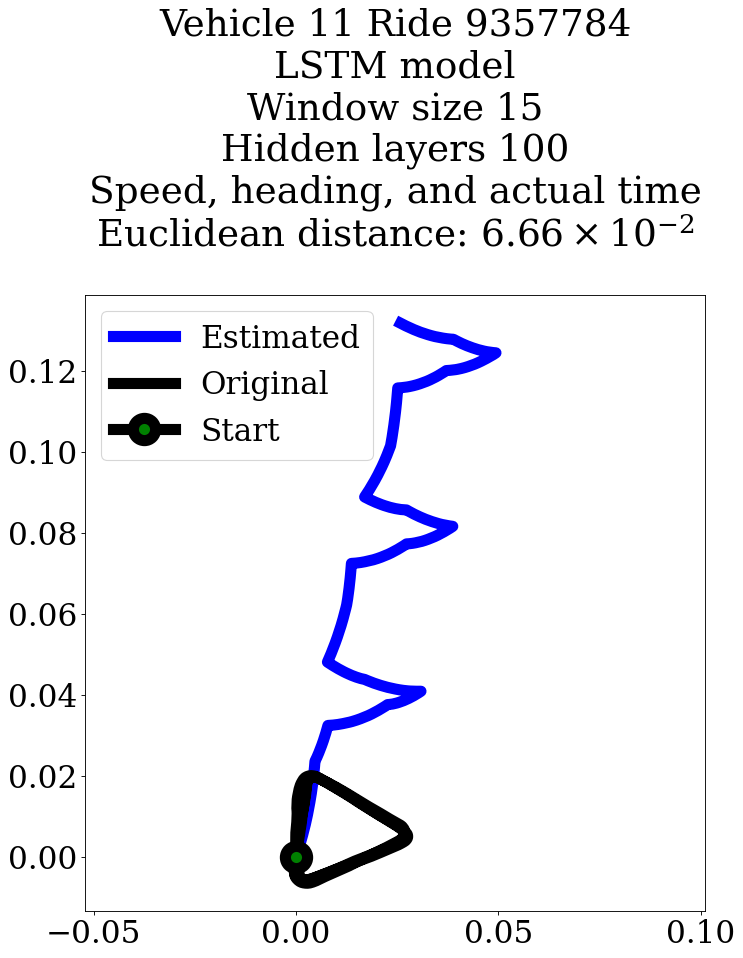 Vehicle 11 Ride 9357784
LSTM model
Window size 15
Hidden layers 100
Speed, heading, and actual time
Euclidean distance: 6.66 × 10⁻²
Estimated
Original
Start
0.12
0.10
0.08
0.06
0.04
0.02
0.00
−0.05 0.00 0.05 0.10